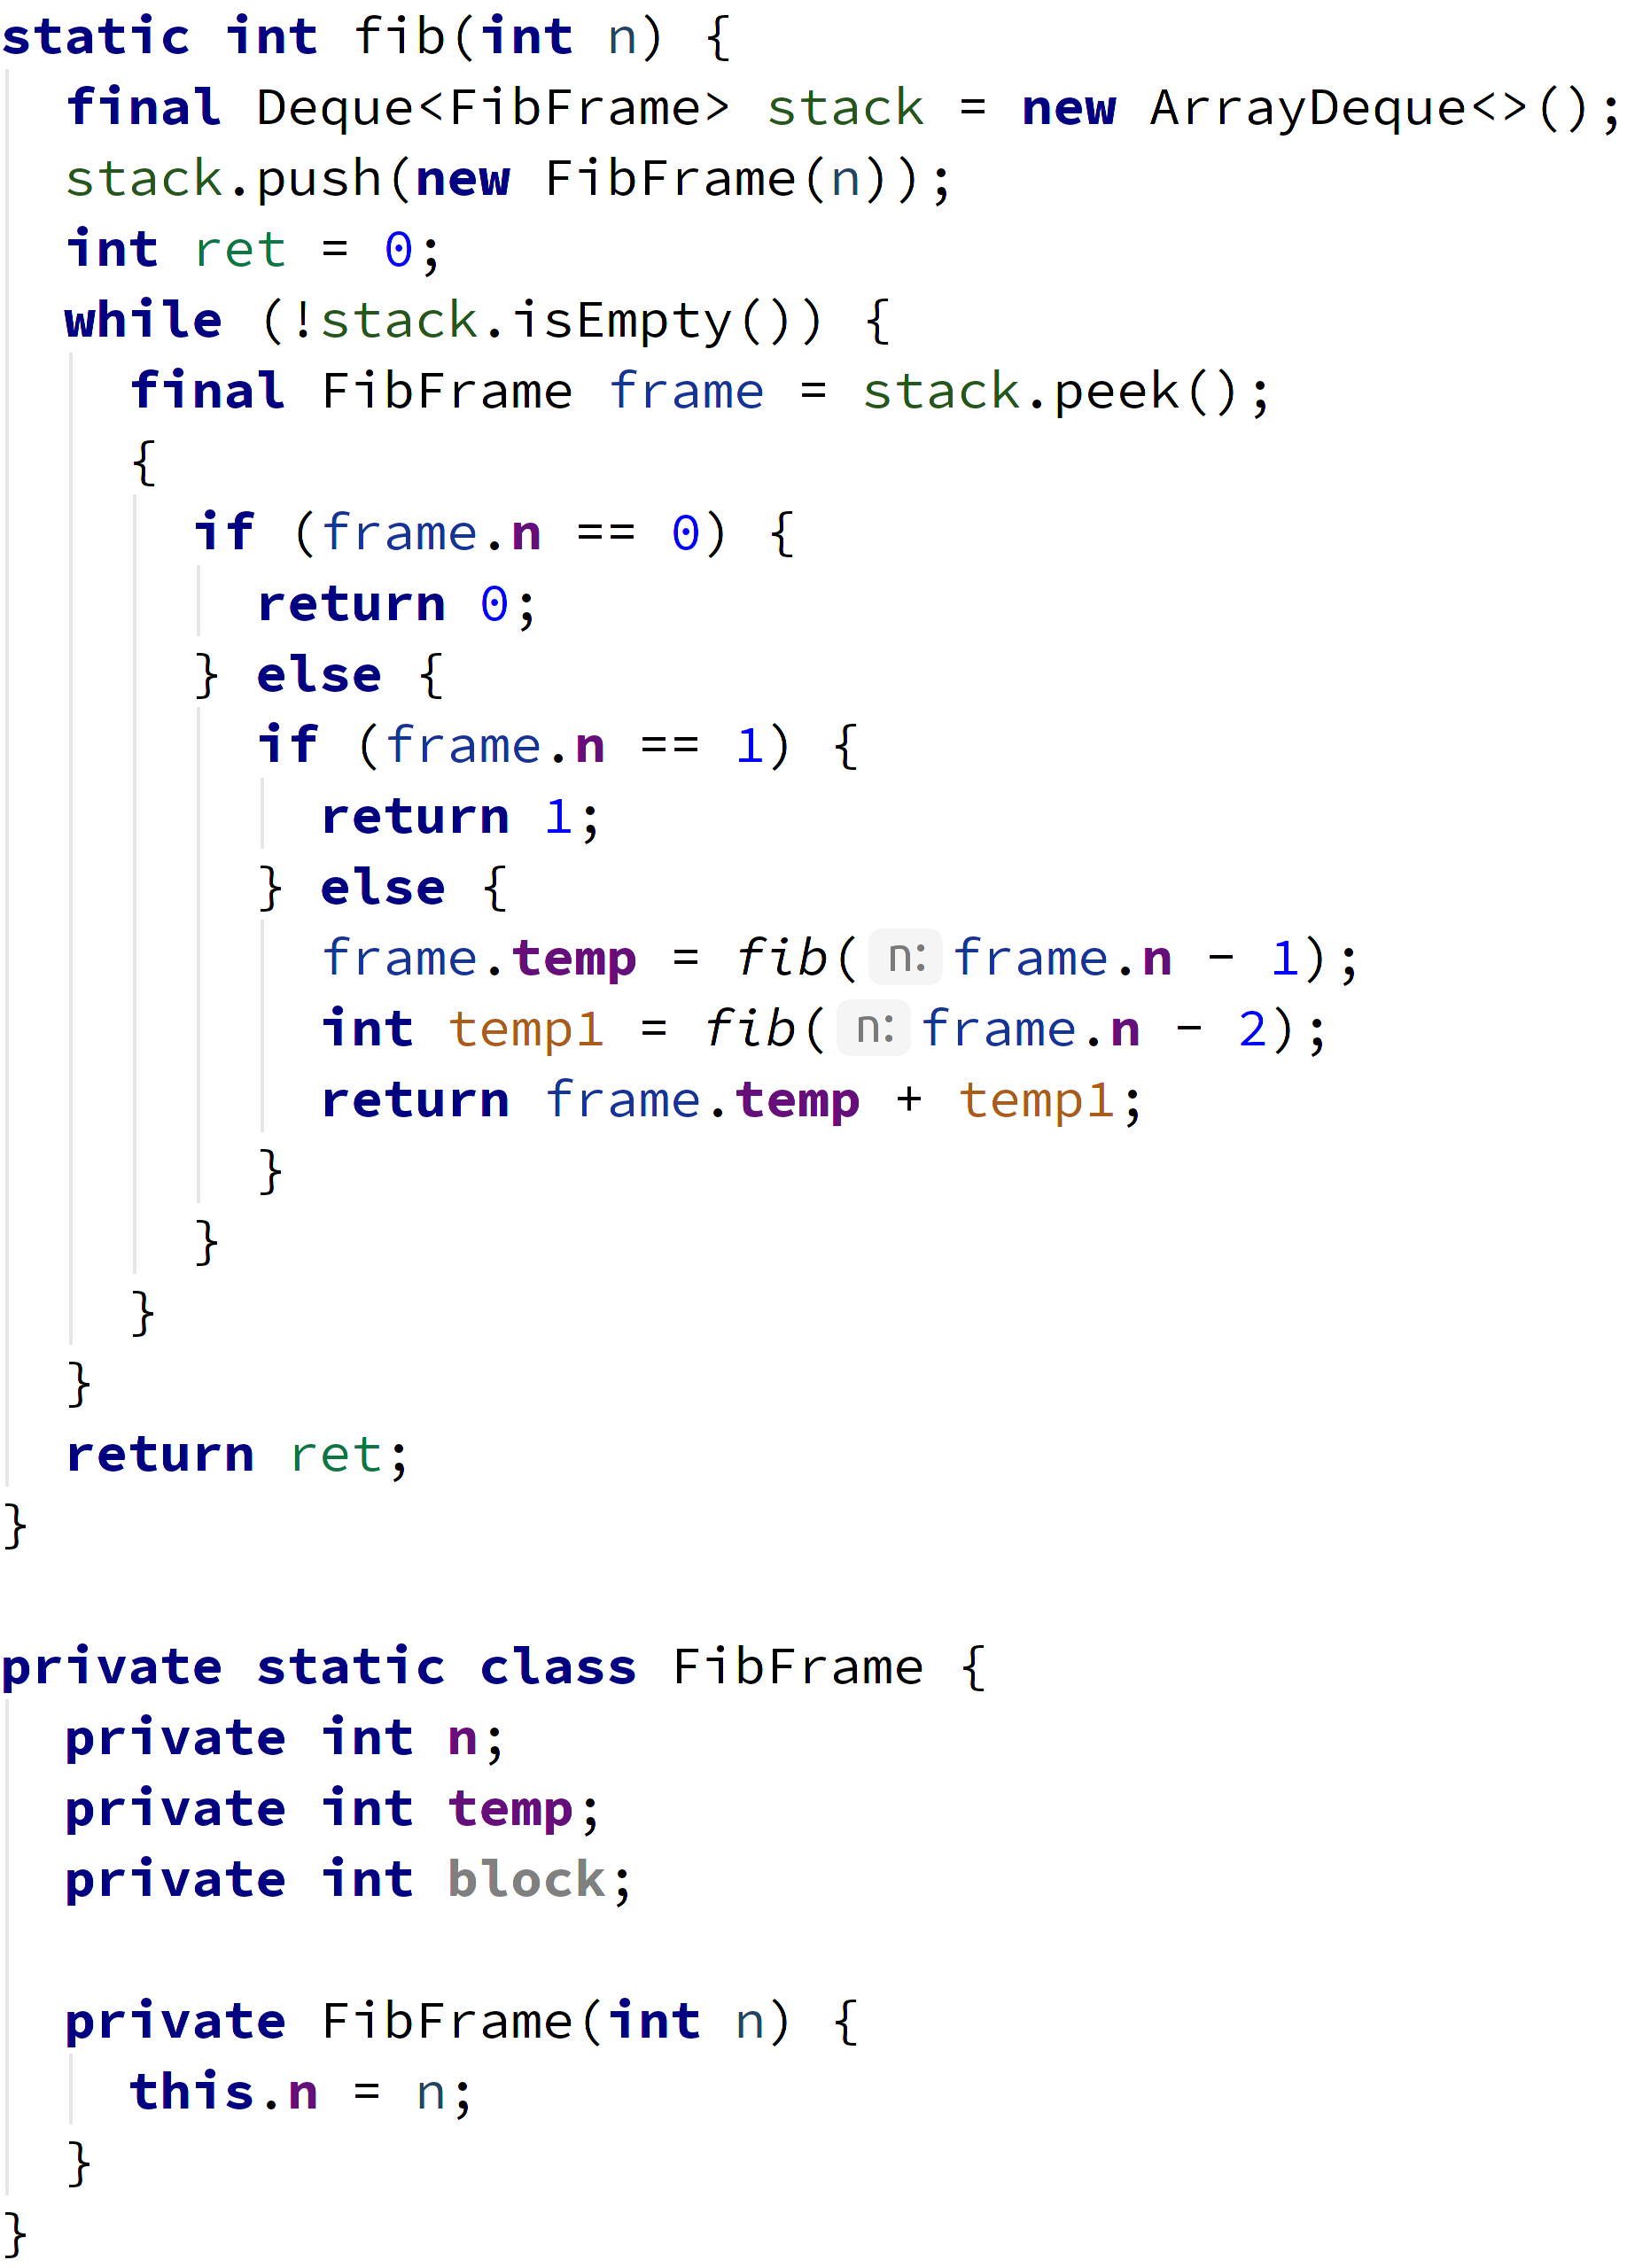 static int fib(int n) {
  final Deque<FibFrame> stack = new ArrayDeque<>();
  stack.push(new FibFrame(n));
  int ret = 0;
  while (!stack.isEmpty()) {
    final FibFrame frame = stack.peek();
    {
      if (frame.n == 0) {
        return 0;
      } else {
        if (frame.n == 1) {
          return 1;
        } else {
          frame.temp = fib( n: frame.n - 1);
          int temp1 = fib( n: frame.n - 2);
          return frame.temp + temp1;
        }
      }
    }
  }
  return ret;
}

private static class FibFrame {
  private int n;
  private int temp;
  private int block;

  private FibFrame(int n) {
    this.n = n;
  }
}